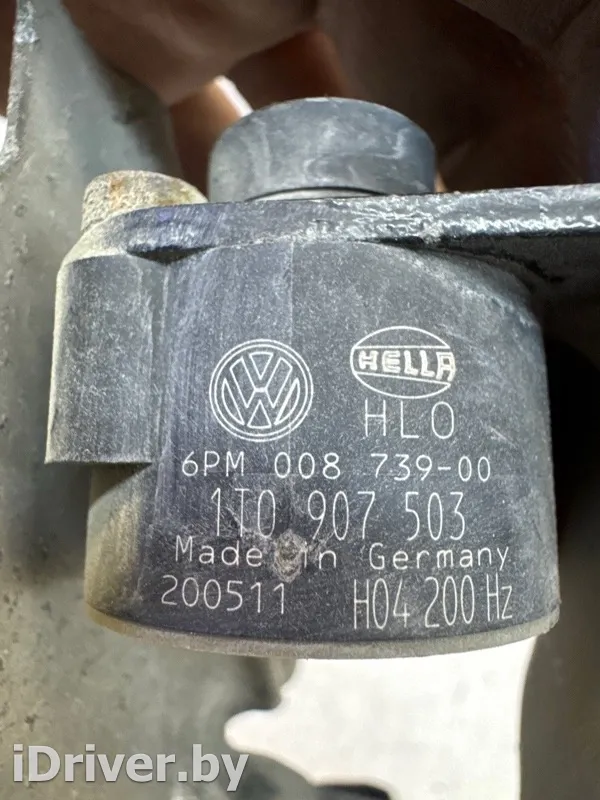 HELLA
HLO
6PM 008 739-00
1T0 907 503
Made in Germany
200511 H04 200 Hz
iDriver.by